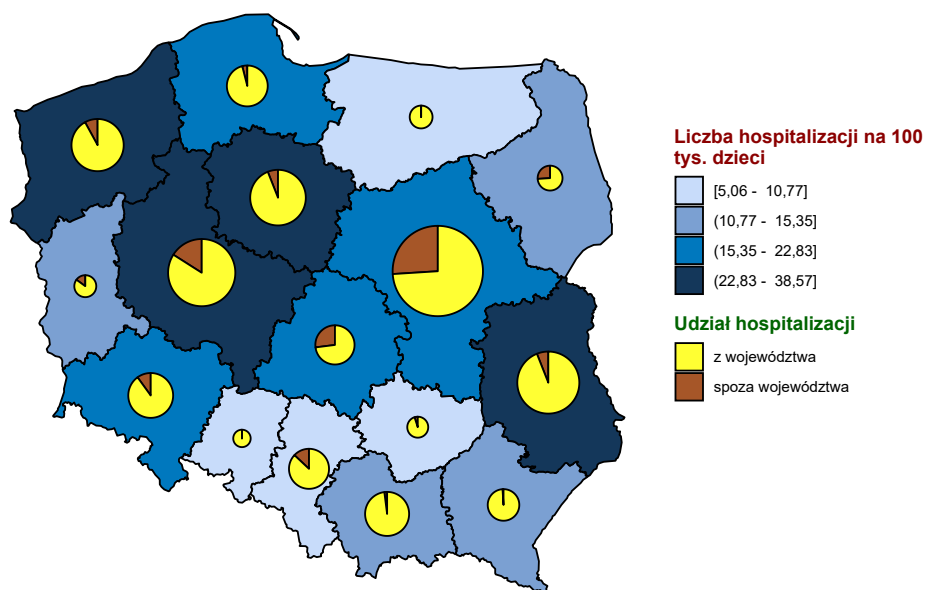 Liczba hospitalizacji na 100
tys. dzieci
[5,06 - 10,77]
(10,77 - 15,35]
(15,35 - 22,83]
(22,83 - 38,57]
Udział hospitalizacji
z województwa
spoza województwa